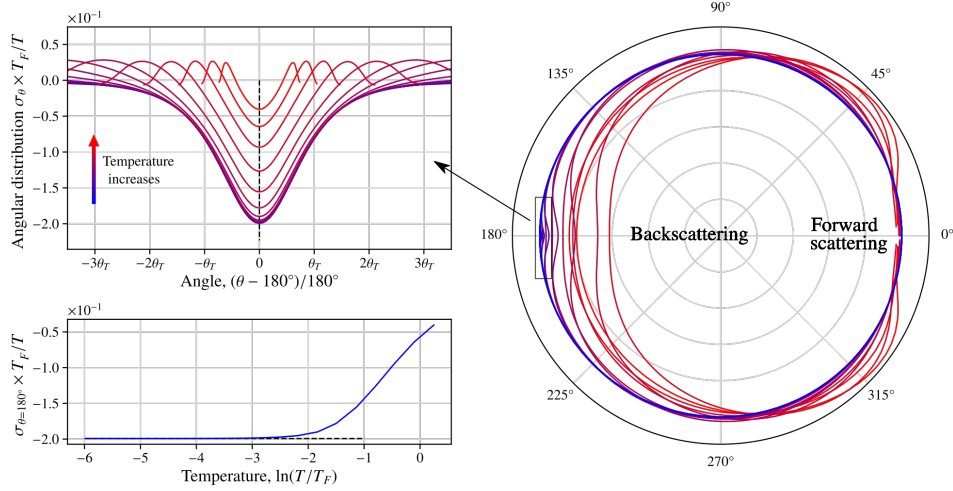 ×10⁻¹
0.5
0.0
−0.5
−1.0
−1.5
−2.0
Angular distribution σ_θ × T_F/T
Temperature
increases
−3θ_T
−2θ_T
−θ_T
0
θ_T
2θ_T
3θ_T
Angle, (θ − 180°)/180°
×10⁻¹
−0.5
−1.0
−1.5
−2.0
σ_θ=180° × T_F/T
−6
−5
−4
−3
−2
−1
0
Temperature, ln(T/T_F)
90°
135°
45°
180°
Backscattering
Forward
scattering
0°
225°
315°
270°